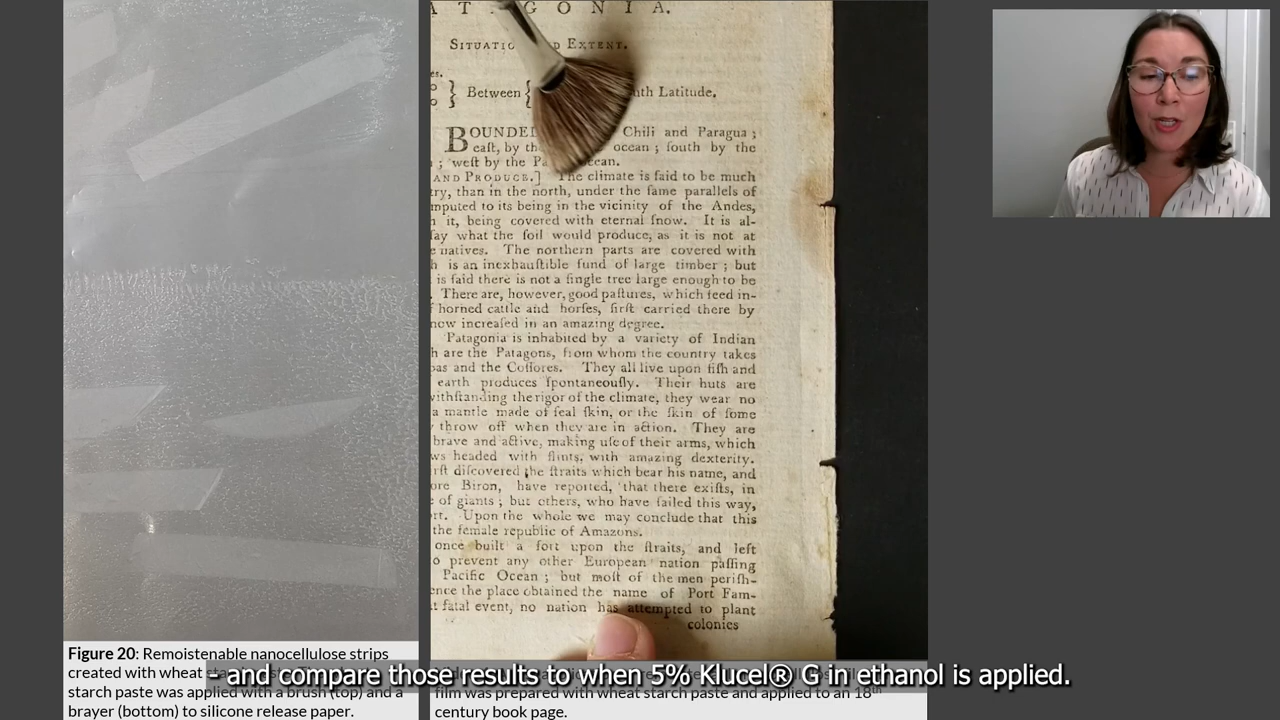 A T A G O N I A.
SITUATIO D EXTENT.
es.
Between uth Latitude.
BOUNDED Chili and Paragua ;
eaſt, by the ocean ; ſouth by the
; weſt by the Pa ocean.
AND PRODUCE.] The climate is ſaid to be much
try, than in the north, under the ſame parallels of
mputed to its being in the vicinity of the Andes,
h it, being covered with eternal ſnow. It is al-
ſay what the ſoil would produce, as it is not at
e natives. The northern parts are covered with
h is an inexhauſtible fund of large timber ; but
is ſaid there is not a ſingle tree large enough to be
. There are, however, good paſtures, which feed in-
f horned cattle and horſes, firſt carried there by
now increaſed in an amazing degree.
Patagonia is inhabited by a variety of Indian
h are the Patagons, from whom the country takes
pas and the Coſſores. They all live upon fiſh and
earth produces ſpontaneouſly. Their huts are
withſtanding the rigor of the climate, they wear no
a mantle made of ſeal ſkin, or the ſkin of ſome
throw off when they are in action. They are
brave and active, making uſe of their arms, which
ws headed with flints, with amazing dexterity.
irſt diſcovered the ſtraits which bear his name, and
ore Biron, have reported, that there exiſts, in
e of giants ; but others, who have ſailed this way,
rt. Upon the whole we may conclude that this
the female republic of Amazons.
once built a fort upon the ſtraits, and left
o prevent any other European nation paſſing
Pacific Ocean ; but moſt of the men periſh-
ence the place obtained the name of Port Fam-
t fatal event, no nation has attempted to plant
colonies
Figure 20: Remoistenable nanocellulose strips
created with wheat
starch paste was applied with a brush (top) and a
brayer (bottom) to silicone release paper.
film was prepared with wheat starch paste and applied to an 18th
century book page.
– and compare those results to when 5% Klucel® G in ethanol is applied.